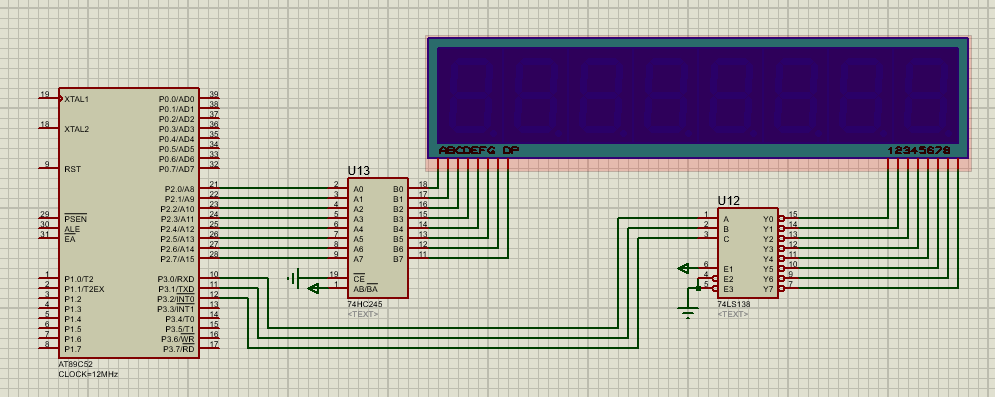 ABCDEFG DP
12345678
19 XTAL1
18 XTAL2
9 RST
29 PSEN
30 ALE
31 EA
1 P1.0/T2
2 P1.1/T2EX
3 P1.2
4 P1.3
5 P1.4
6 P1.5
7 P1.6
8 P1.7
P0.0/AD0 39
P0.1/AD1 38
P0.2/AD2 37
P0.3/AD3 36
P0.4/AD4 35
P0.5/AD5 34
P0.6/AD6 33
P0.7/AD7 32
P2.0/A8 21
P2.1/A9 22
P2.2/A10 23
P2.3/A11 24
P2.4/A12 25
P2.5/A13 26
P2.6/A14 27
P2.7/A15 28
P3.0/RXD 10
P3.1/TXD 11
P3.2/INT0 12
P3.3/INT1 13
P3.4/T0 14
P3.5/T1 15
P3.6/WR 16
P3.7/RD 17
AT89C52
CLOCK=12MHz
U13
2 A0 B0 18
3 A1 B1 17
4 A2 B2 16
5 A3 B3 15
6 A4 B4 14
7 A5 B5 13
8 A6 B6 12
9 A7 B7 11
19 CE
1 AB/BA
74HC245
<TEXT>
U12
1 A Y0 15
2 B Y1 14
3 C Y2 13
Y3 12
Y4 11
6 E1 Y5 10
4 E2 Y6 9
5 E3 Y7 7
74LS138
<TEXT>